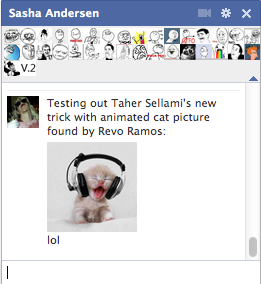 Sasha Andersen
V.2
Testing out Taher Sellami's new
trick with animated cat picture
found by Revo Ramos:
lol